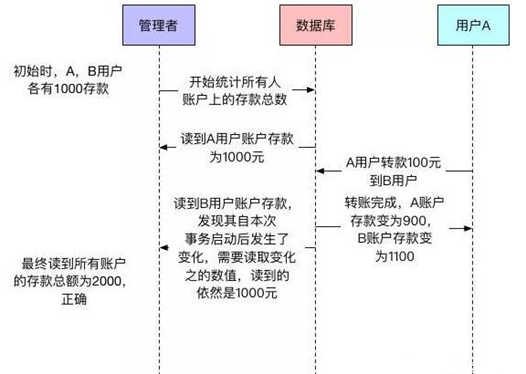 管理者
数据库
用户A
初始时，A，B用户
各有1000存款
开始统计所有人
账户上的存款总数
读到A用户账户存款
为1000元
A用户转款100元
到B用户
读到B用户账户存款，
发现其自本次
事务启动后发生了
变化，需要读取变化
之的数值，读到的
依然是1000元
转账完成，A账户
存款变为900，
B账户存款变
为1100
最终读到所有账户
的存款总额为2000，
正确